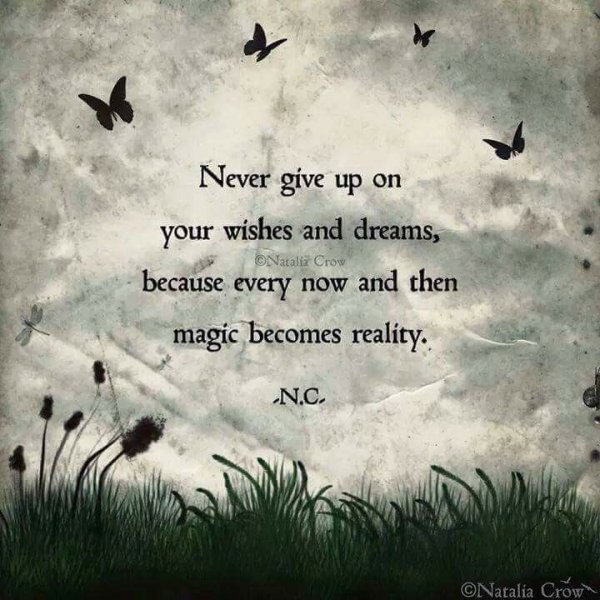 Never give up on
your wishes and dreams,
©Natalia Crow
because every now and then
magic becomes reality.
-N.C.
©Natalia Crow